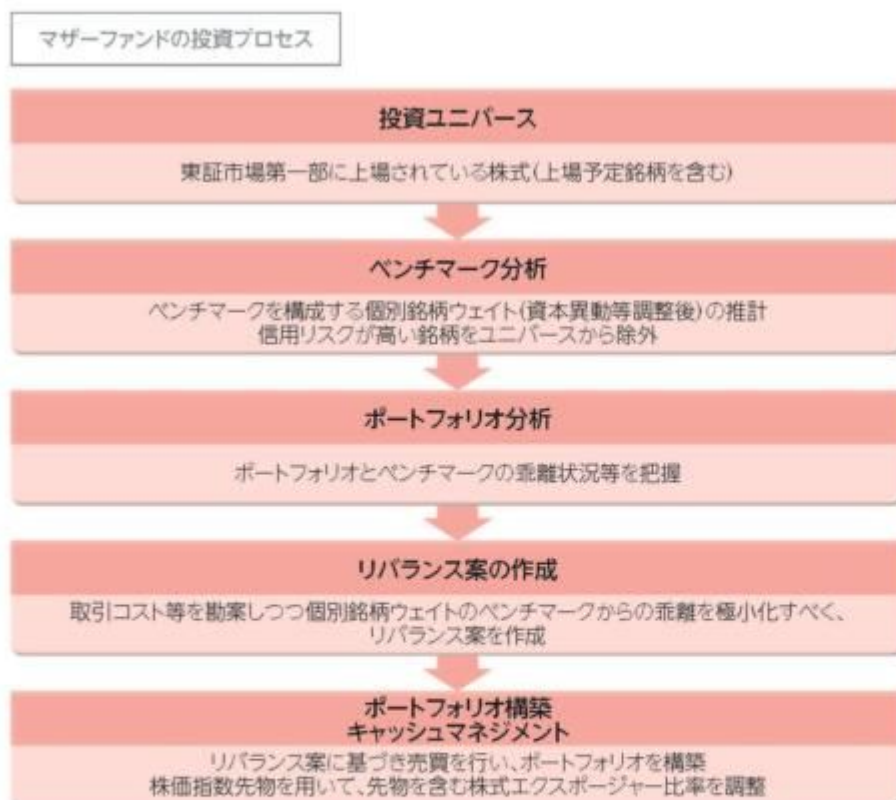 マザーファンドの投資プロセス
投資ユニバース
東証市場第一部に上場されている株式(上場予定銘柄を含む)
ベンチマーク分析
ベンチマークを構成する個別銘柄ウェイト(資本異動等調整後)の推計
信用リスクが高い銘柄をユニバースから除外
ポートフォリオ分析
ポートフォリオとベンチマークの乖離状況等を把握
リバランス案の作成
取引コスト等を勘案しつつ個別銘柄ウェイトのベンチマークからの乖離を極小化すべく、
リバランス案を作成
ポートフォリオ構築
キャッシュマネジメント
リバランス案に基づき売買を行い、ポートフォリオを構築
株価指数先物を用いて、先物を含む株式エクスポージャー比率を調整